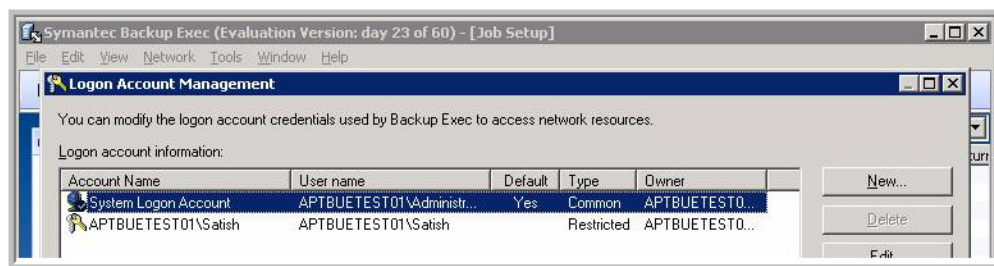 Symantec Backup Exec (Evaluation Version: day 23 of 60) - [Job Setup]
File Edit View Network Tools Window Help
Logon Account Management
You can modify the logon account credentials used by Backup Exec to access network resources.
Logon account information:
Account Name User name Default Type Owner
System Logon Account APTBUETEST01\Administr... Yes Common APTBUETEST0...
APTBUETEST01\Satish APTBUETEST01\Satish Restricted APTBUETEST0...
New...
Delete
Edit